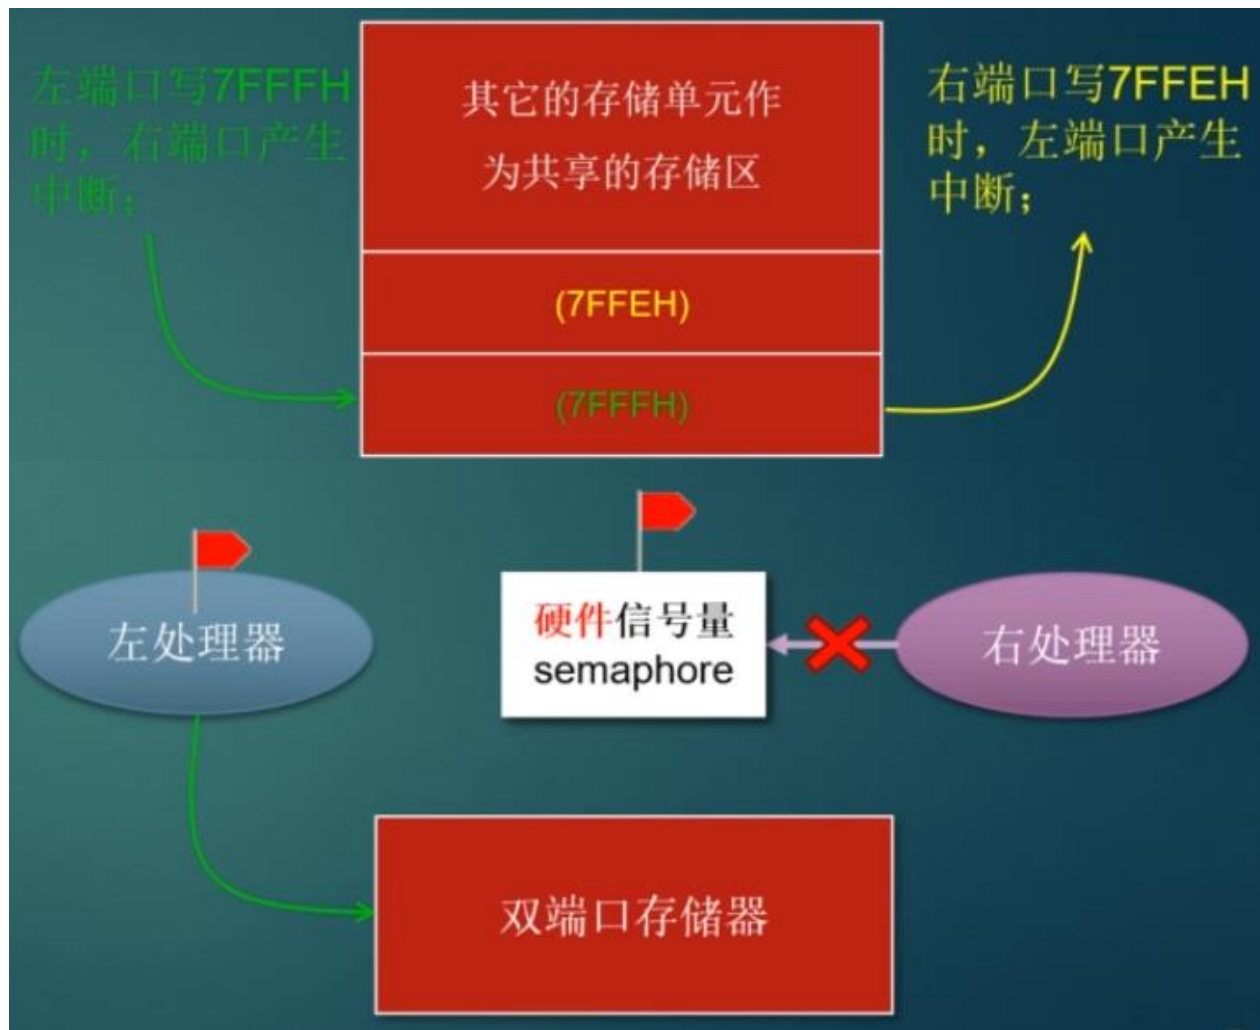 左端口写7FFFH
时，右端口产生
中断；
其它的存储单元作
为共享的存储区
右端口写7FFEH
时，左端口产生
中断；
(7FFEH)
(7FFFH)
左处理器
硬件信号量
semaphore
右处理器
双端口存储器